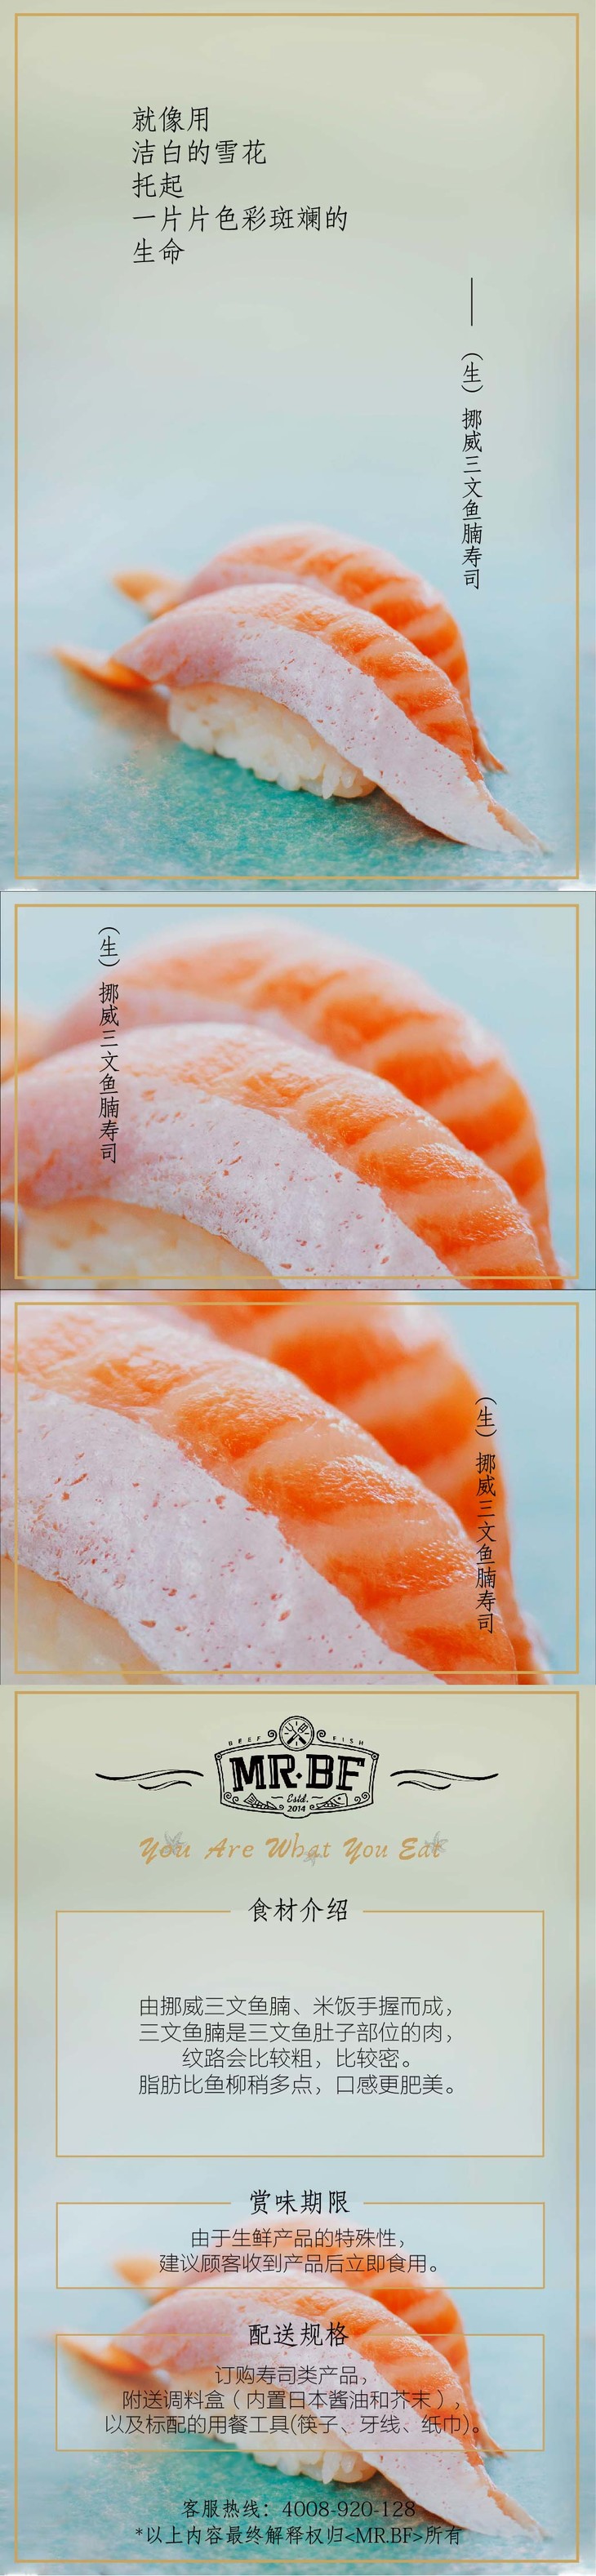 就像用
洁白的雪花
托起
一片片色彩斑斓的
生命
——（生）挪威三文鱼腩寿司
（生）挪威三文鱼腩寿司
（生）挪威三文鱼腩寿司
BEEF FISH
MR·BF
Estd.
2014
You Are What You Eat
食材介绍
由挪威三文鱼腩、米饭手握而成，
三文鱼腩是三文鱼肚子部位的肉，
纹路会比较粗，比较密。
脂肪比鱼柳稍多点，口感更肥美。
赏味期限
由于生鲜产品的特殊性，
建议顾客收到产品后立即食用。
配送规格
订购寿司类产品，
附送调料盒（内置日本酱油和芥末），
以及标配的用餐工具(筷子、牙线、纸巾)。
客服热线：4008-920-128
*以上内容最终解释权归<MR.BF>所有